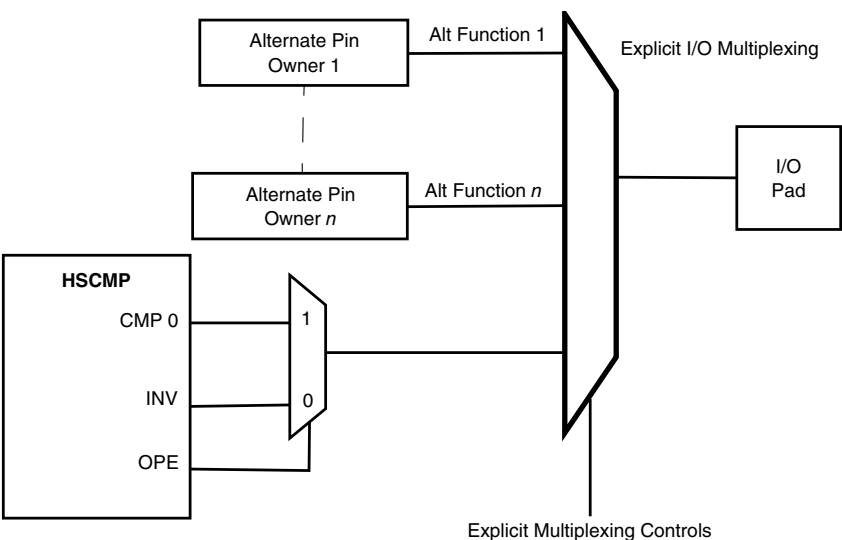 Alternate Pin
Owner 1
Alt Function 1
Explicit I/O Multiplexing
I/O
Pad
Alternate Pin
Owner n
Alt Function n
HSCMP
CMP 0
1
INV
0
OPE
Explicit Multiplexing Controls